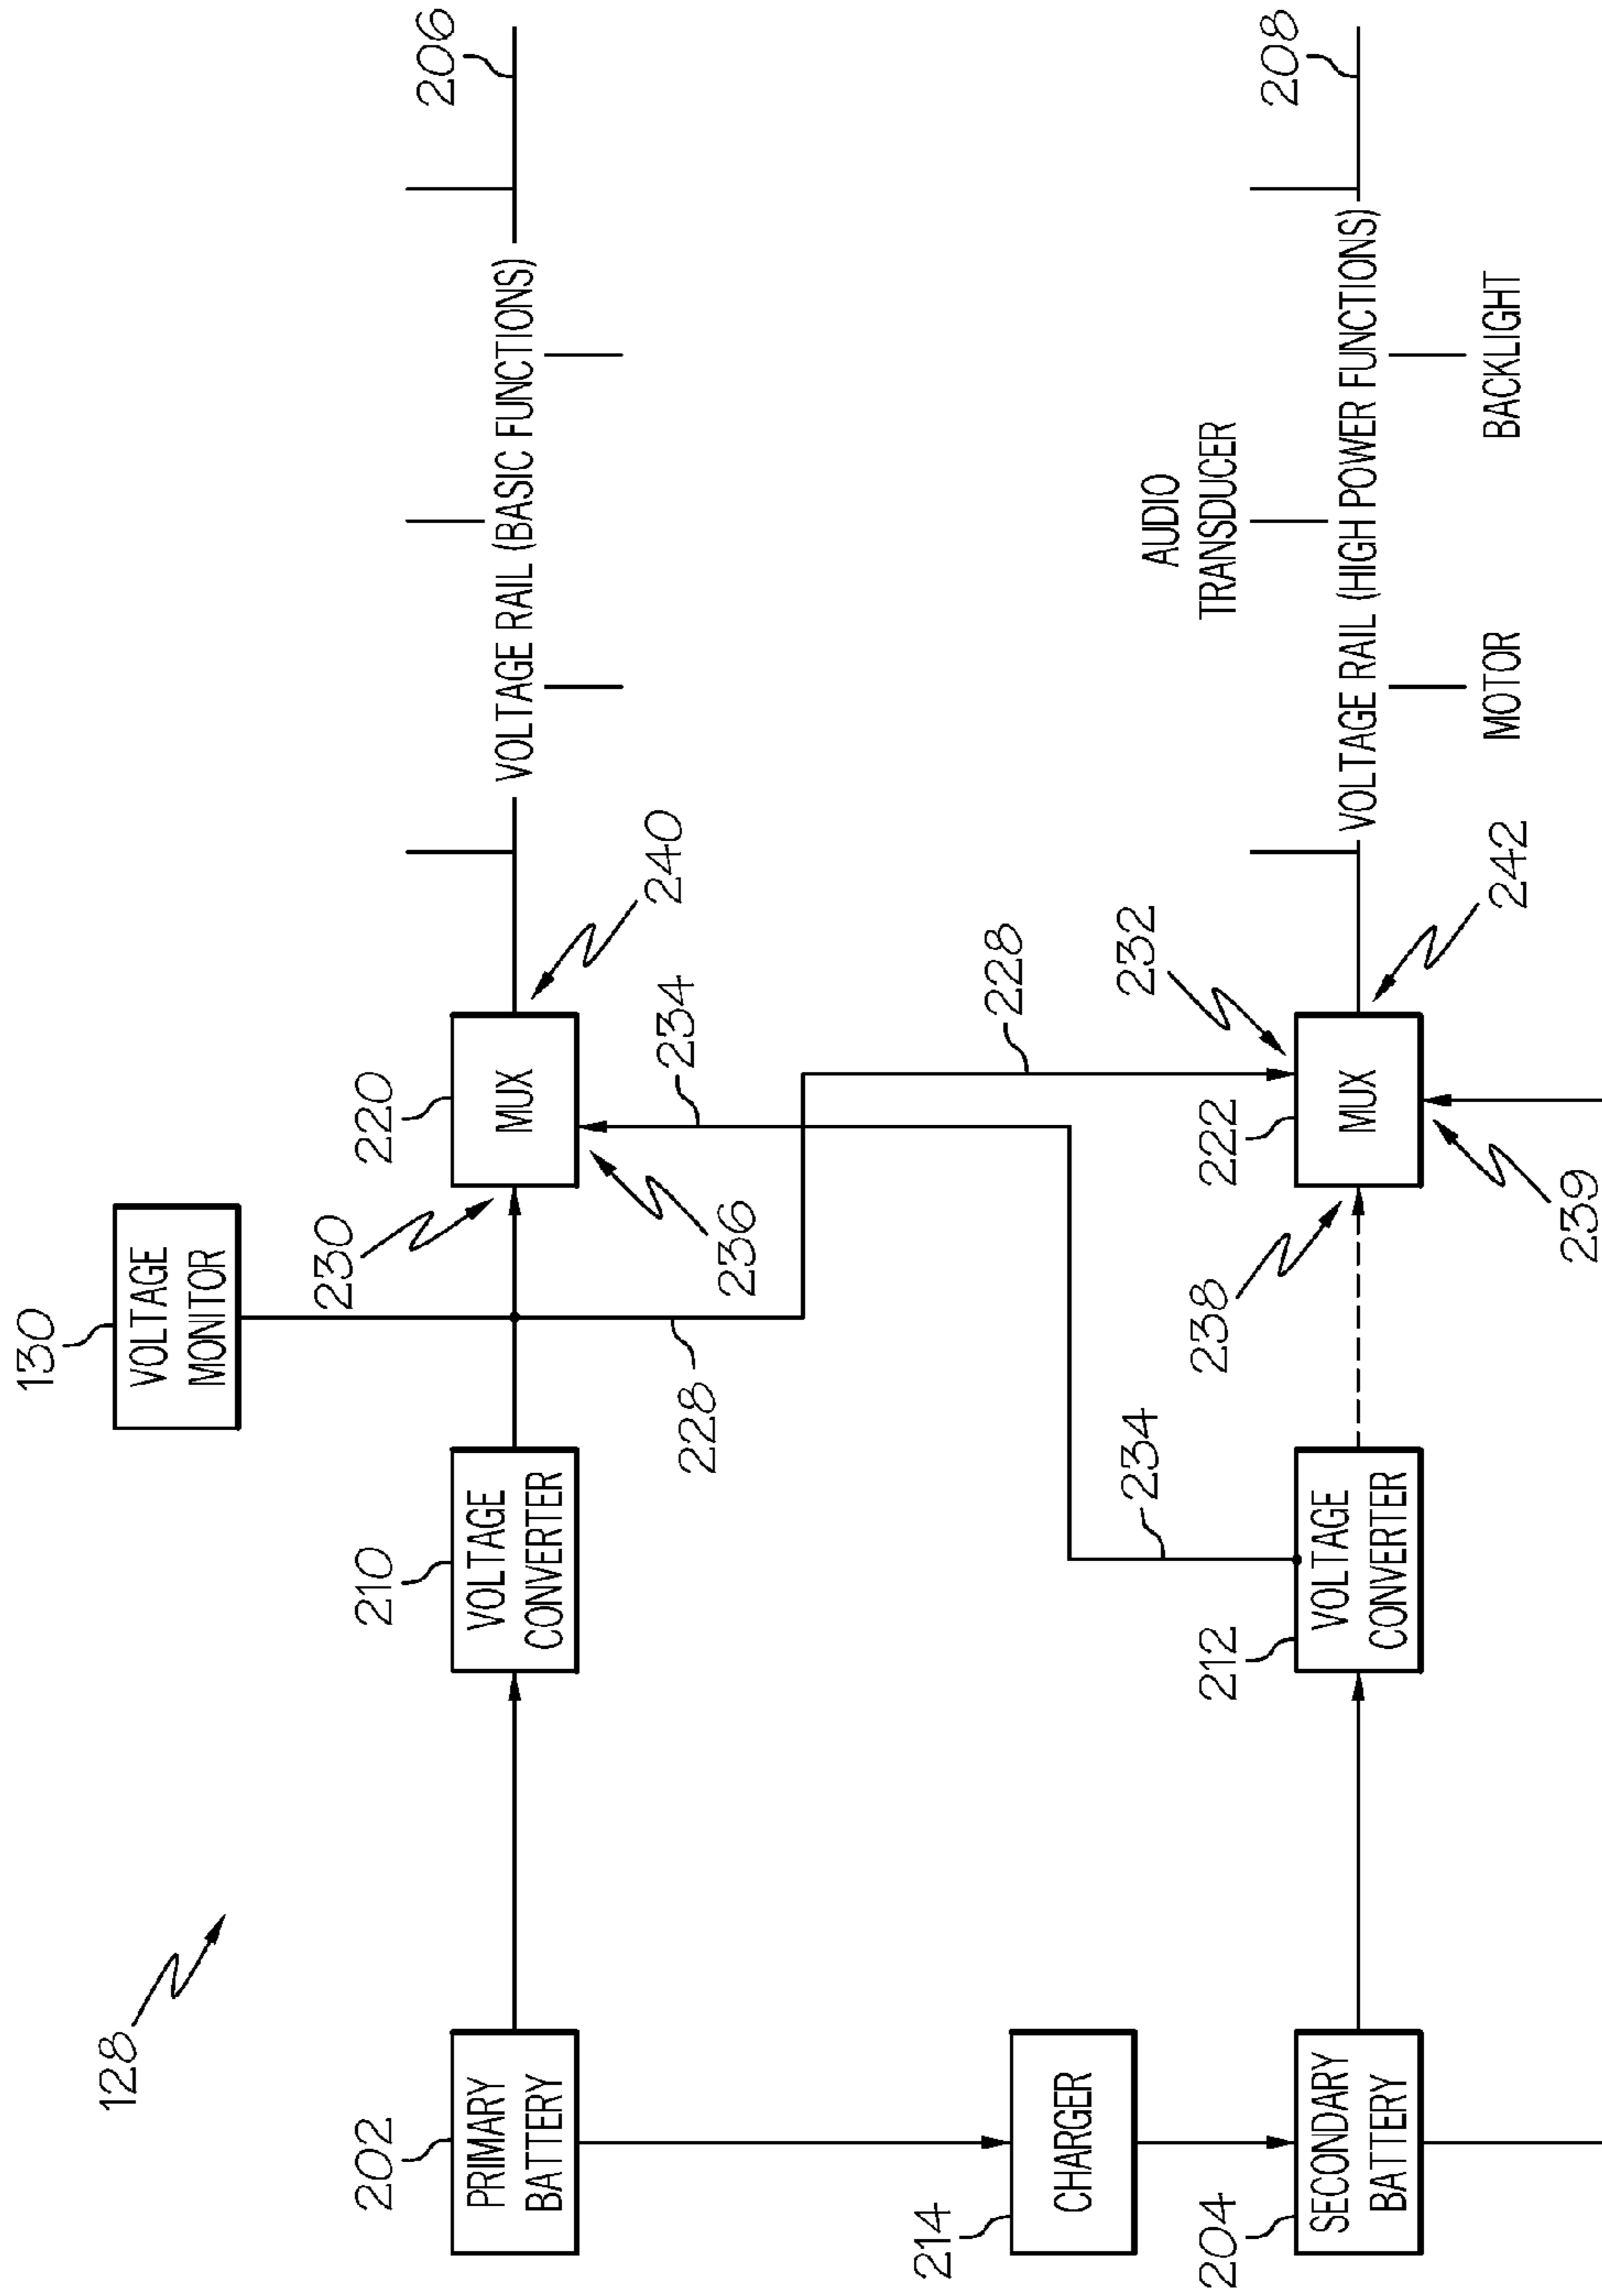 128
130
VOLTAGE
MONITOR
202
PRIMARY
BATTERY
210
VOLTAGE
CONVERTER
230
220
MUX
240
VOLTAGE RAIL (BASIC FUNCTIONS)
206
236
234
228
228
214
CHARGER
234
AUDIO
TRANSDUCER
232
204
SECONDARY
BATTERY
212
VOLTAGE
CONVERTER
238
222
MUX
242
VOLTAGE RAIL (HIGH POWER FUNCTIONS)
208
239
MOTOR
BACKLIGHT